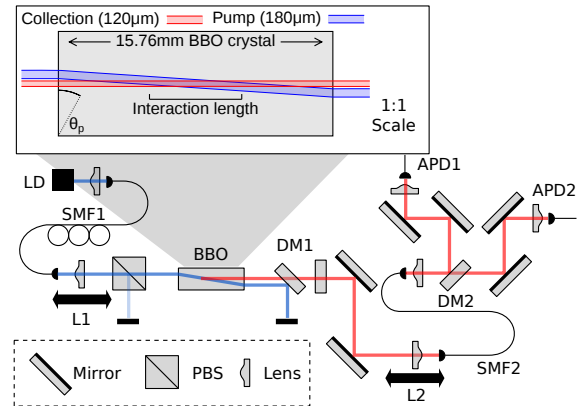 Collection (120μm) Pump (180μm)
15.76mm BBO crystal
Interaction length
θp
1:1
Scale
LD
SMF1
APD1
APD2
BBO
DM1
DM2
L1
SMF2
L2
Mirror PBS Lens